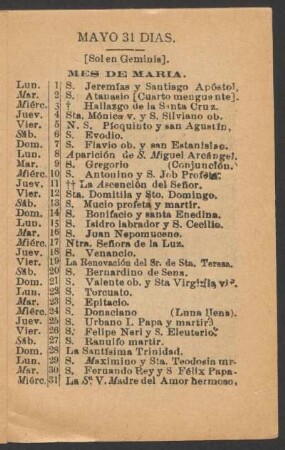 MAYO 31 DIAS.
[Sol en Geminis].
MES DE MARIA.
Lun. 1 S. Jeremías y Santiago Apóstol.
Mar. 2 S. Atanasio [Cuarto menguente].
Miérc. 3 † Hallazgo de la Santa Cruz.
Juev. 4 Sta. Mónica v. y S. Silviano ob.
Vier. 5 N. S. Picquinto y san Agustín,
Sáb. 6 S. Evodio.
Dom. 7 S. Flavio ob. y san Estanislao.
Lun. 8 Aparición de S. Miguel Arcángel.
Mar. 9 S. Gregorio (Conjunción.
Miérc. 10 S. Antonino y S. Job Profeta.
Juev. 11 †† La Ascención del Señor.
Vier. 12 Sta. Domitila y Sto. Domingo.
Sáb. 13 S. Mucio profeta y martir.
Dom. 14 S. Bonifacio y santa Enedina.
Lun. 15 S. Isidro labrador y S. Cecilio.
Mar. 16 S. Juan Nepomuceno.
Miérc. 17 Ntra. Señora de la Luz.
Juev. 18 S. Venancio.
Vier. 19 La Renovación del Sr. de Sta. Teresa.
Sáb. 20 S. Bernardino de Sena.
Dom. 21 S. Valente ob. y Sta Virginia
Lun. 22 S. Torcuato.
Mar. 23 S. Epitacio.
Miérc. 24 S. Donaciano (Luna llena).
Juev. 25 S. Urbano I. Papa y martir
Vier. 26 S. Felipe Neri y S. Eleuterio.
Sáb. 27 S. Ranulfo martir.
Dom. 28 La Santísima Trinidad.
Lun. 29 S. Maximino y Sta. Teodosia mr.
Mar. 30 S. Fernando Rey y S. Félix Papa.
Miérc. 31 La Sª V. Madre del Amor hermoso.